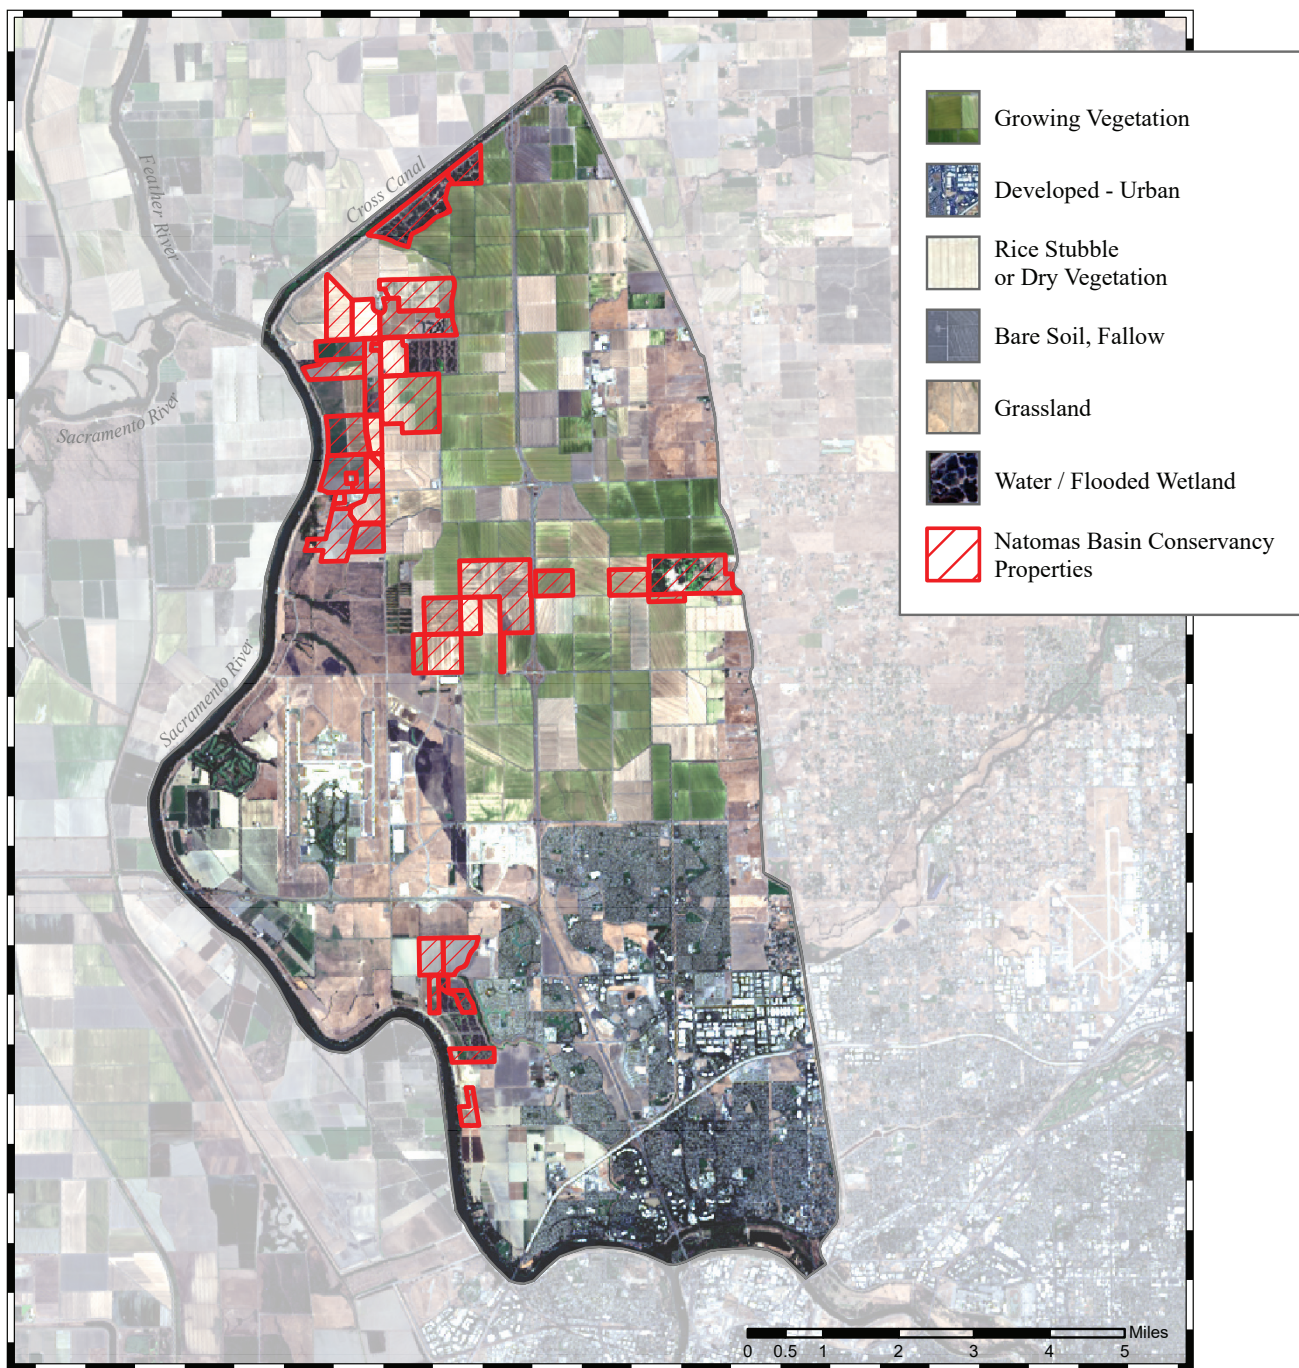 Growing Vegetation
Developed - Urban
Rice Stubble
or Dry Vegetation
Bare Soil, Fallow
Grassland
Water / Flooded Wetland
Natomas Basin Conservancy
Properties
Cross Canal
Feather River
Sacramento River
Sacramento River
Miles
0 0.5 1 2 3 4 5